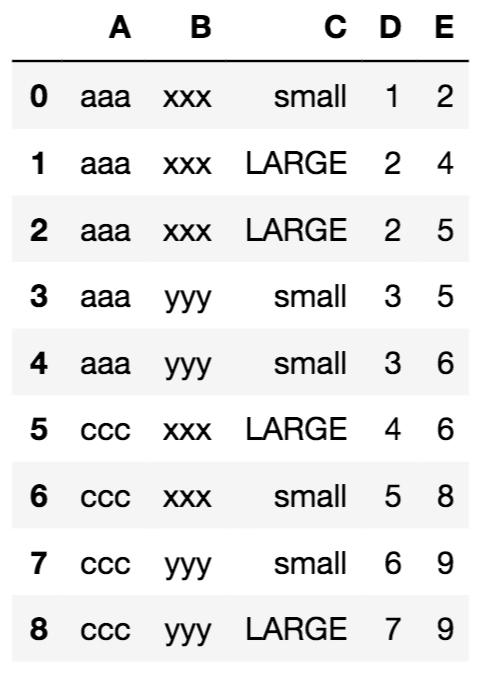 A B C D E
0 aaa xxx small 1 2
1 aaa xxx LARGE 2 4
2 aaa xxx LARGE 2 5
3 aaa yyy small 3 5
4 aaa yyy small 3 6
5 ccc xxx LARGE 4 6
6 ccc xxx small 5 8
7 ccc yyy small 6 9
8 ccc yyy LARGE 7 9